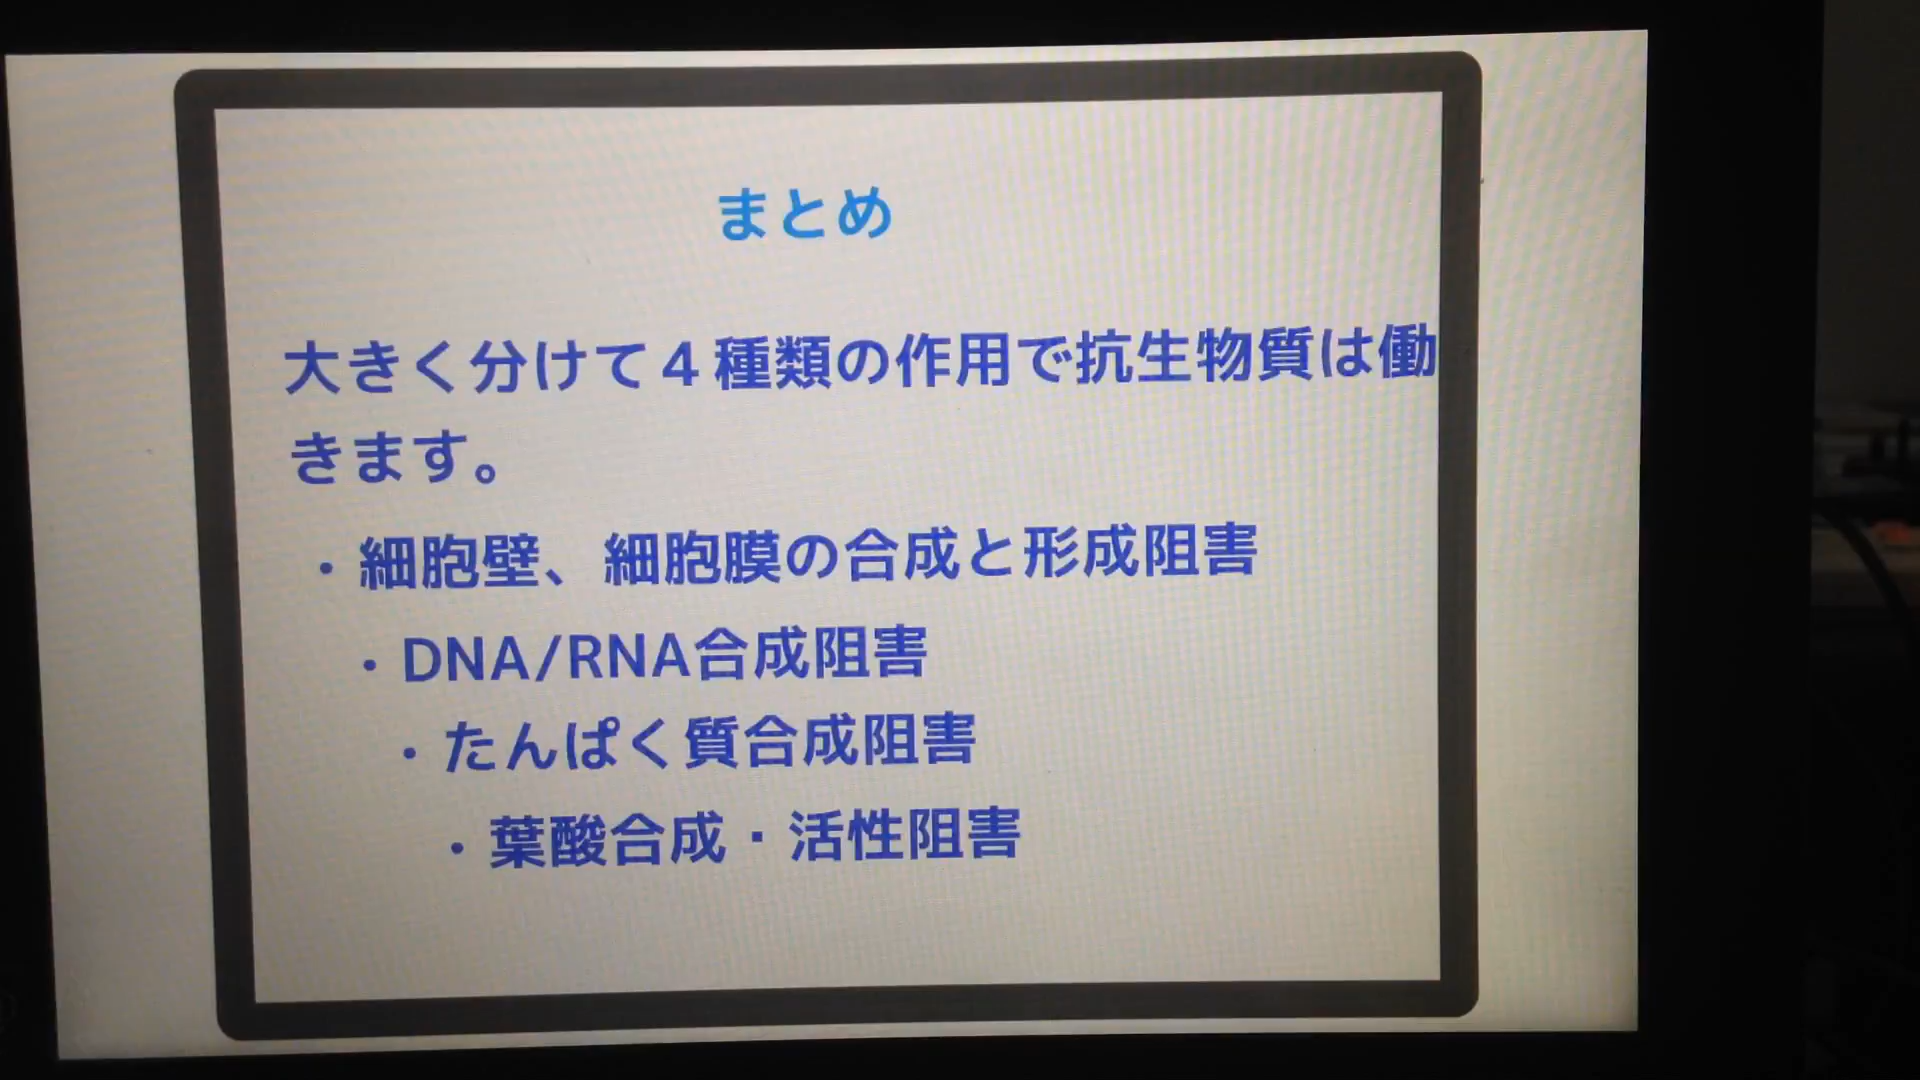 まとめ
大きく分けて４種類の作用で抗生物質は働
きます。
・細胞壁、細胞膜の合成と形成阻害
・DNA/RNA合成阻害
・たんぱく質合成阻害
・葉酸合成・活性阻害